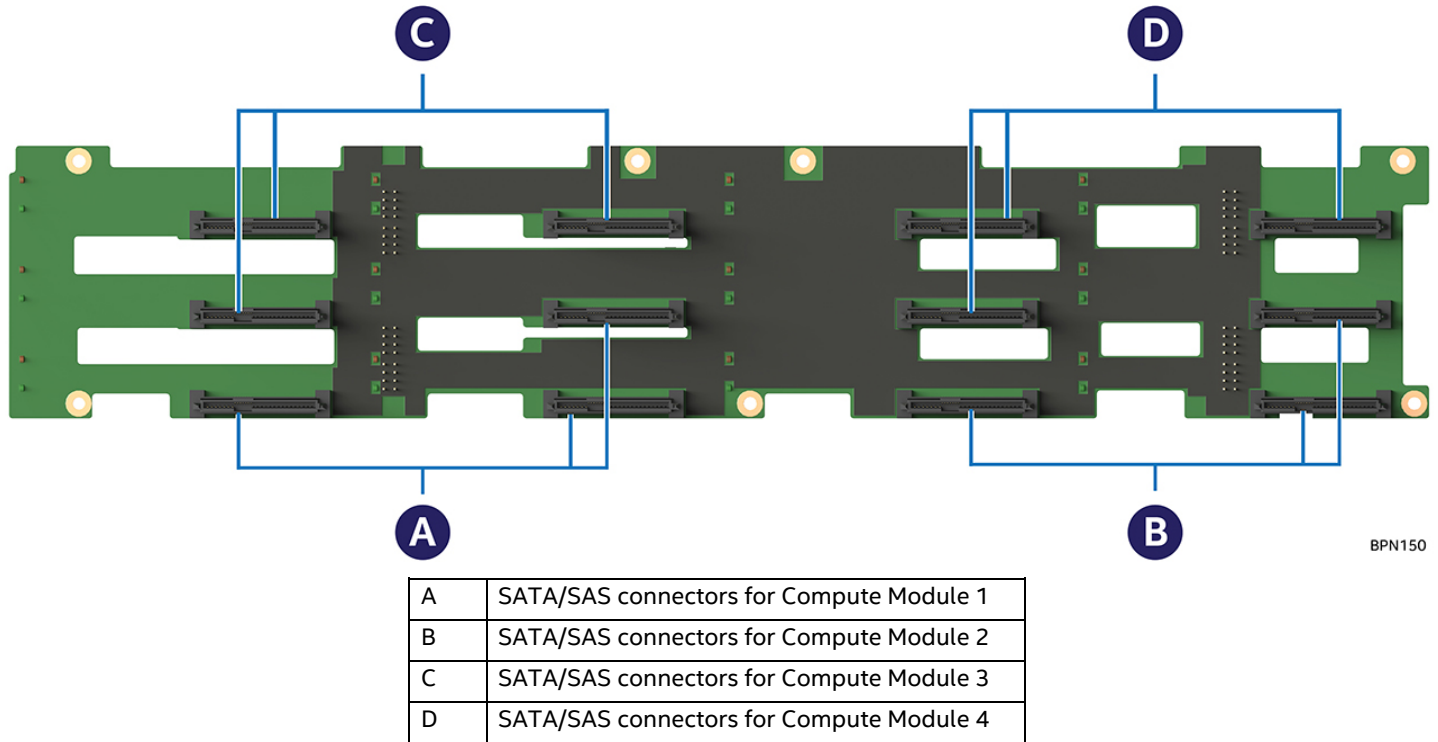 C
D
A
B
BPN150
A SATA/SAS connectors for Compute Module 1
B SATA/SAS connectors for Compute Module 2
C SATA/SAS connectors for Compute Module 3
D SATA/SAS connectors for Compute Module 4